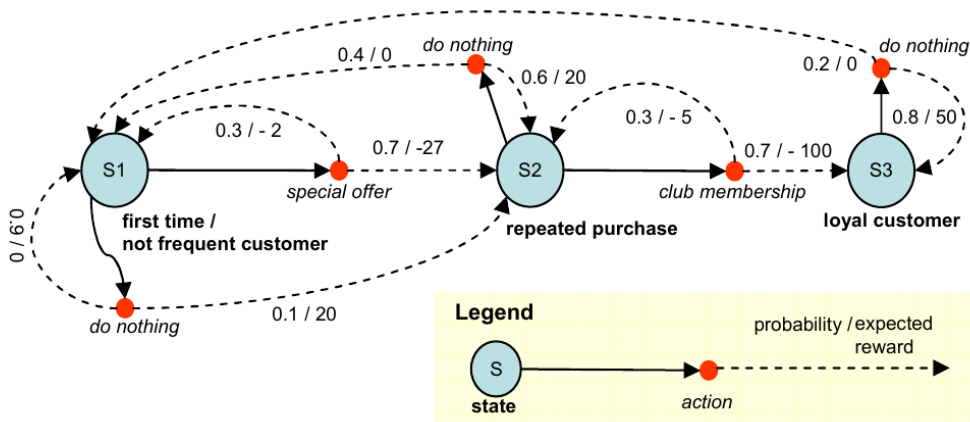 do nothing
do nothing
0.4 / 0
0.6 / 20
0.2 / 0
0.3 / - 2
0.3 / - 5
0.8 / 50
0.7 / -27
0.7 / - 100
S1
S2
S3
special offer
club membership
first time /
not frequent customer
repeated purchase
loyal customer
0.9 / 0
do nothing
0.1 / 20
Legend
probability / expected
reward
S
state
action